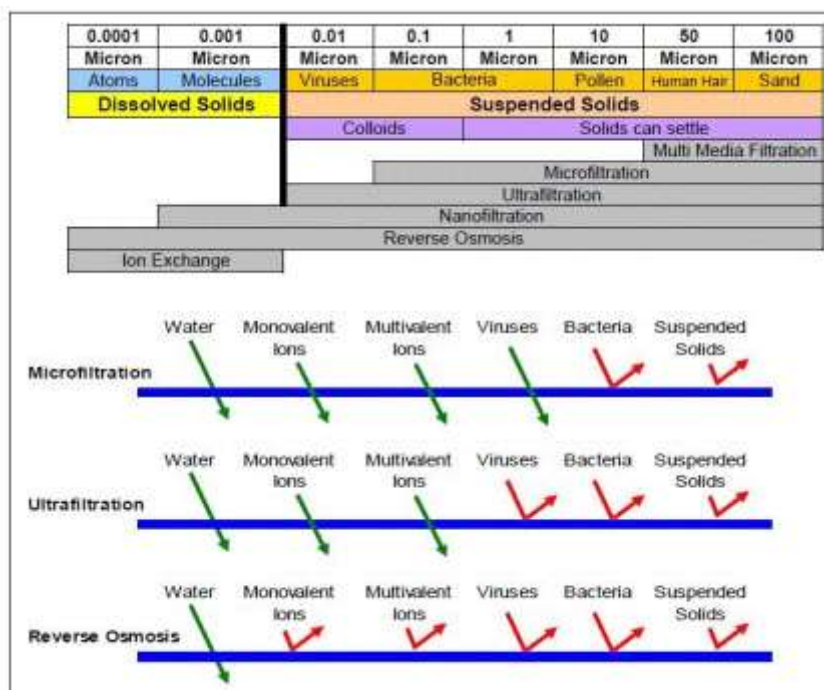 0.0001 0.001 0.01 0.1 1 10 50 100
Micron Micron Micron Micron Micron Micron Micron Micron
Atoms Molecules Viruses Bacteria Pollen Human Hair Sand
Dissolved Solids Suspended Solids
Colloids Solids can settle
Multi Media Filtration
Microfiltration
Ultrafiltration
Nanofiltration
Reverse Osmosis
Ion Exchange
Water Monovalent Multivalent Viruses Bacteria Suspended
Ions Ions Solids
Microfiltration
Water Monovalent Multivalent Viruses Bacteria Suspended
Ions Ions Solids
Ultrafiltration
Water Monovalent Multivalent Viruses Bacteria Suspended
Ions Ions Solids
Reverse Osmosis